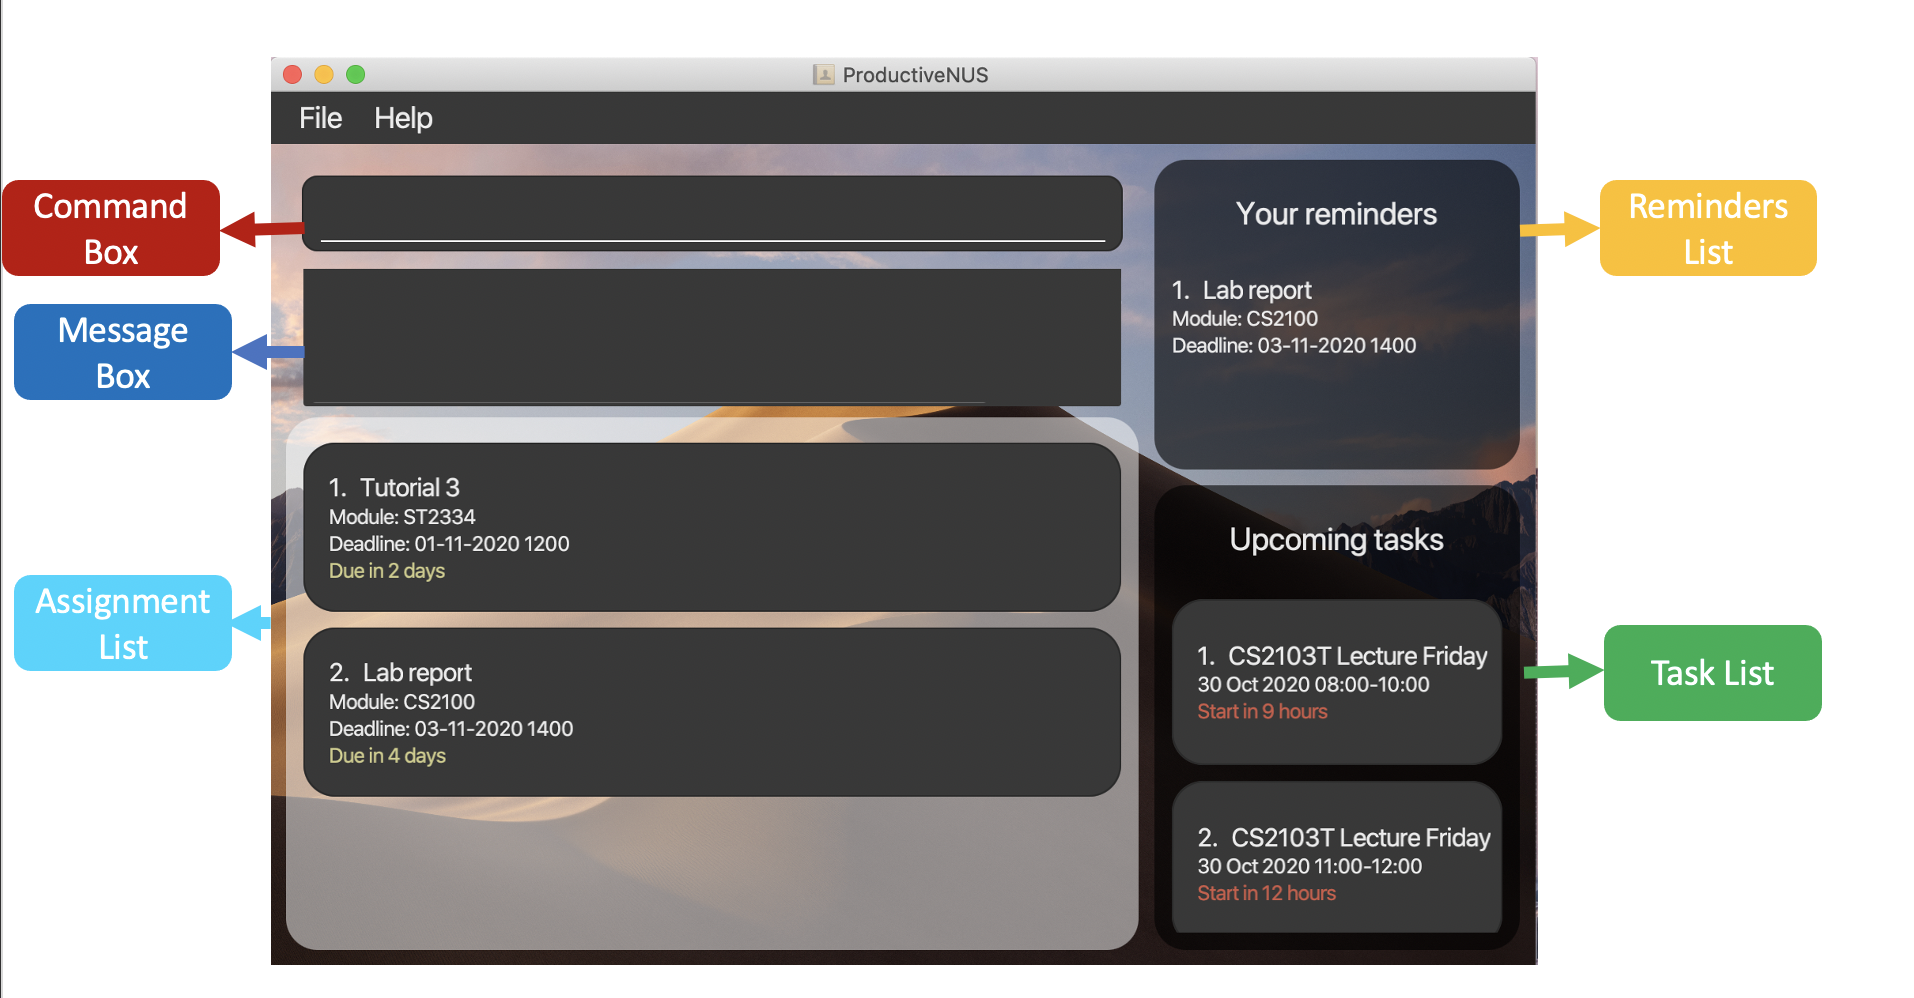 ProductiveNUS
File Help
Command
Box
Message
Box
Assignment
List
1. Tutorial 3
Module: ST2334
Deadline: 01-11-2020 1200
Due in 2 days
2. Lab report
Module: CS2100
Deadline: 03-11-2020 1400
Due in 4 days
Your reminders
1. Lab report
Module: CS2100
Deadline: 03-11-2020 1400
Upcoming tasks
1. CS2103T Lecture Friday
30 Oct 2020 08:00-10:00
Start in 9 hours
2. CS2103T Lecture Friday
30 Oct 2020 11:00-12:00
Start in 12 hours
Reminders
List
Task List